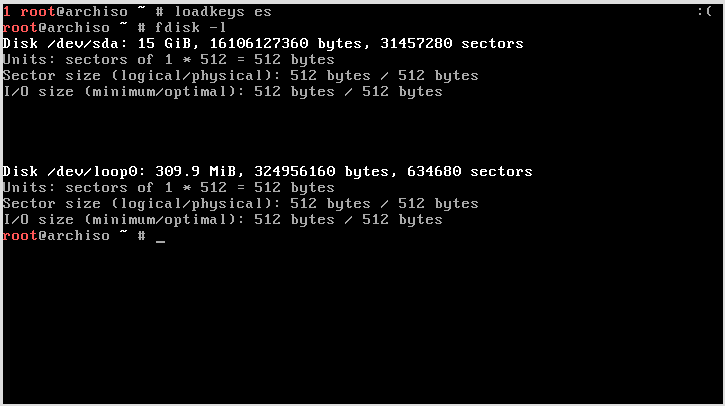 1 root@archiso ~ # loadkeys es :(
root@archiso ~ # fdisk -l
Disk /dev/sda: 15 GiB, 16106127360 bytes, 31457280 sectors
Units: sectors of 1 * 512 = 512 bytes
Sector size (logical/physical): 512 bytes / 512 bytes
I/O size (minimum/optimal): 512 bytes / 512 bytes
Disk /dev/loop0: 309.9 MiB, 324956160 bytes, 634680 sectors
Units: sectors of 1 * 512 = 512 bytes
Sector size (logical/physical): 512 bytes / 512 bytes
I/O size (minimum/optimal): 512 bytes / 512 bytes
root@archiso ~ # _